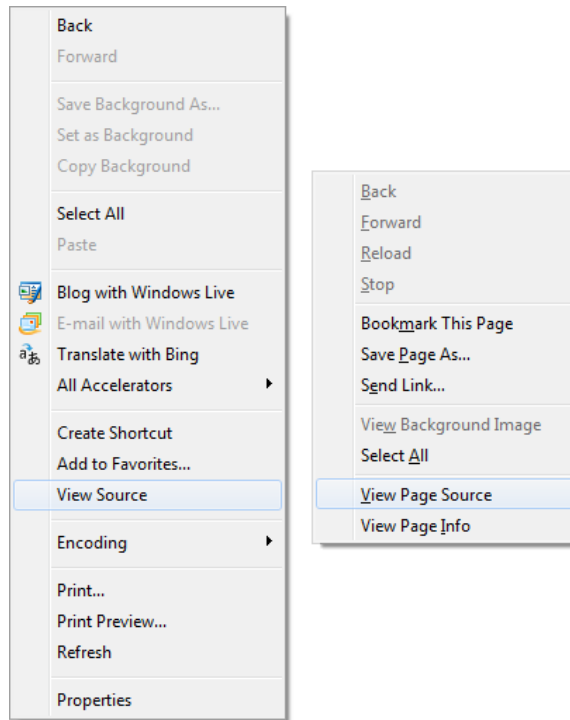 Back
Forward
Save Background As...
Set as Background
Copy Background
Select All
Paste
Blog with Windows Live
E-mail with Windows Live
Translate with Bing
All Accelerators
Create Shortcut
Add to Favorites...
View Source
Encoding
Print...
Print Preview...
Refresh
Properties
Back
Forward
Reload
Stop
Bookmark This Page
Save Page As...
Send Link...
View Background Image
Select All
View Page Source
View Page Info